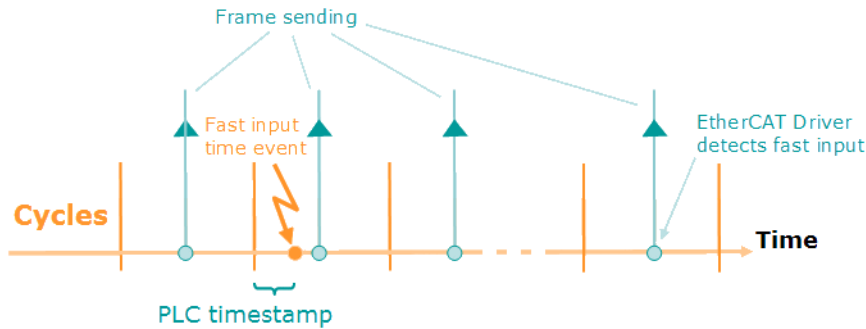 Frame sending
Fast input
time event
EtherCAT Driver
detects fast input
Cycles
Time
PLC timestamp